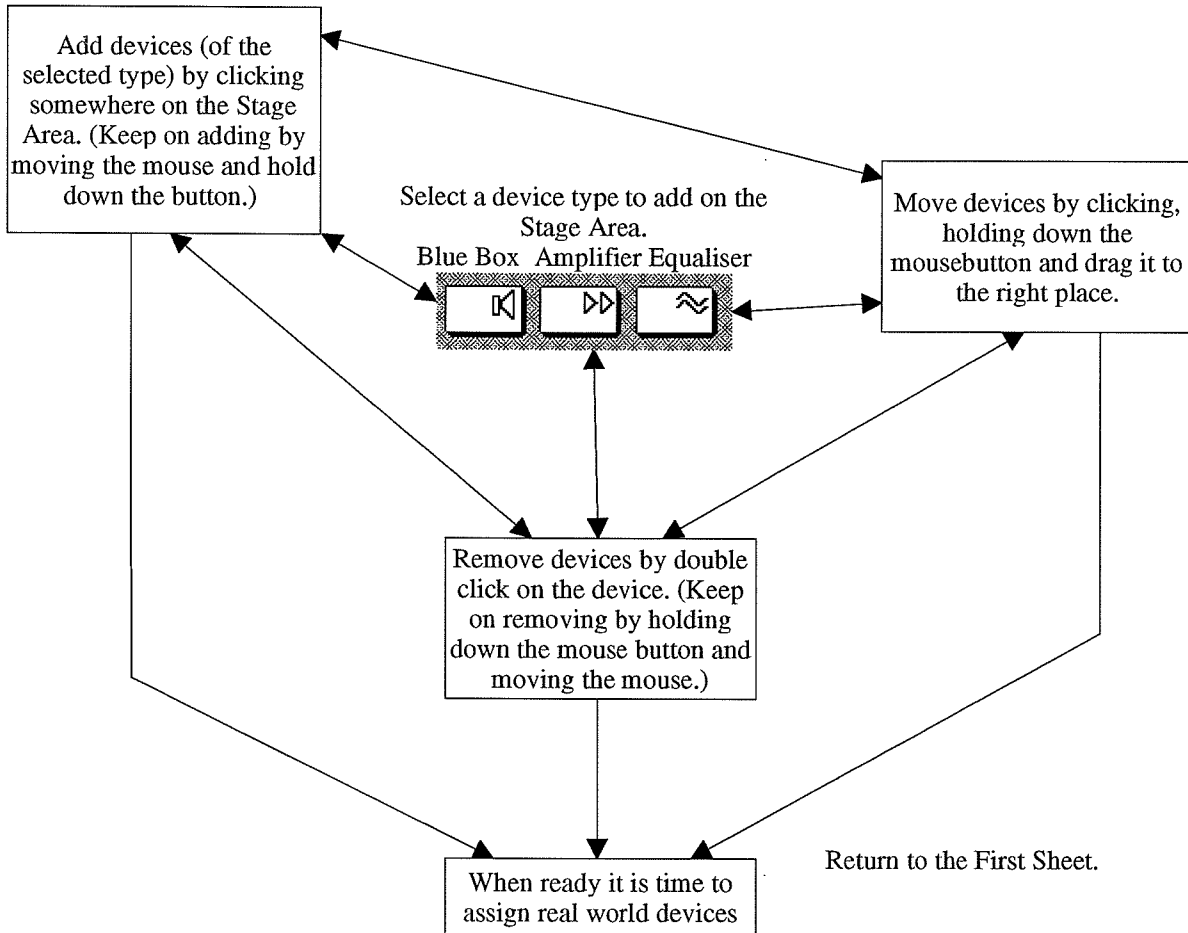 Add devices (of the
selected type) by clicking
somewhere on the Stage
Area. (Keep on adding by
moving the mouse and hold
down the button.)
Select a device type to add on the
Stage Area.
Blue Box Amplifier Equaliser
Move devices by clicking,
holding down the
mousebutton and drag it to
the right place.
Remove devices by double
click on the device. (Keep
on removing by holding
down the mouse button and
moving the mouse.)
When ready it is time to
assign real world devices
Return to the First Sheet.